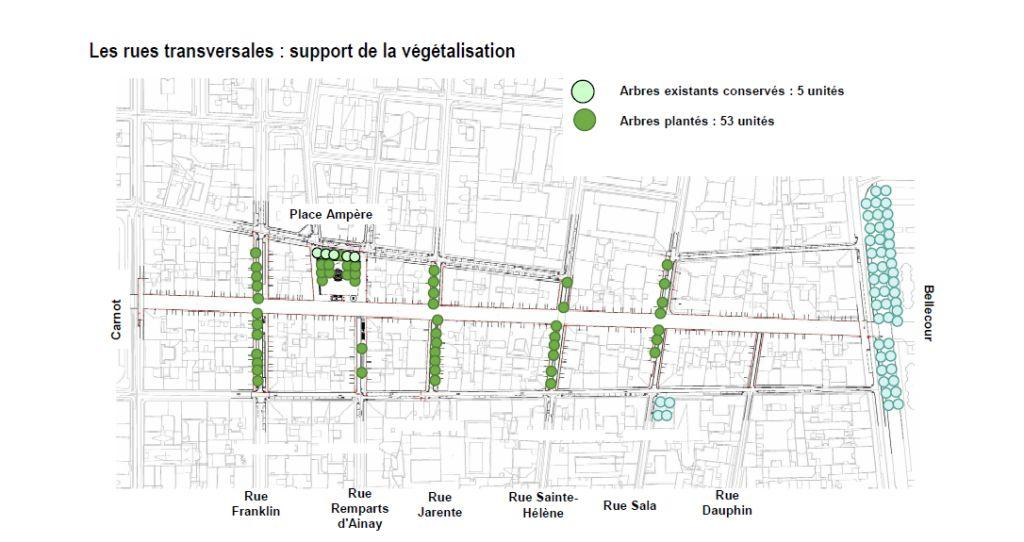 Les rues transversales : support de la végétalisation
Arbres existants conservés : 5 unités
Arbres plantés : 53 unités
Place Ampère
Carnot
Bellecour
Rue
Franklin
Rue
Remparts
d'Ainay
Rue
Jarente
Rue Sainte-
Hélène
Rue Sala
Rue
Dauphin